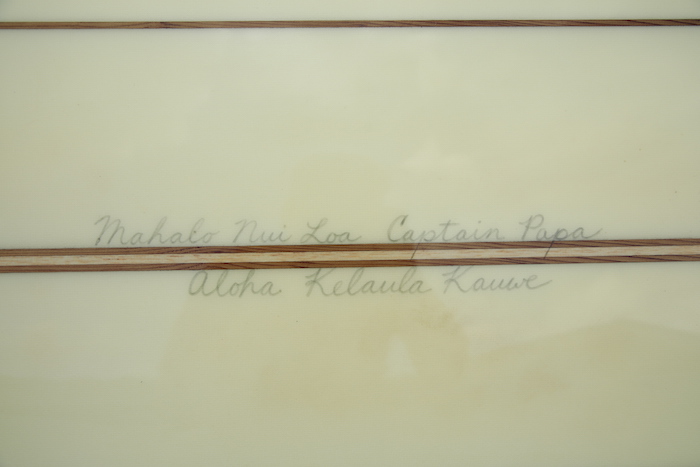 Mahalo Nui Loa Captain Papa
Aloha Kelaula Kauwe